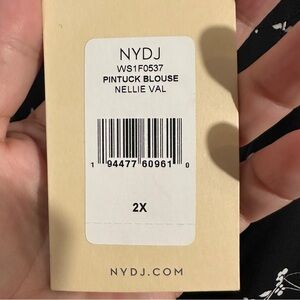 NYDJ
WS1F0537
PINTUCK BLOUSE
NELLIE VAL
1 94477 60961 0
2X
NYDJ.COM